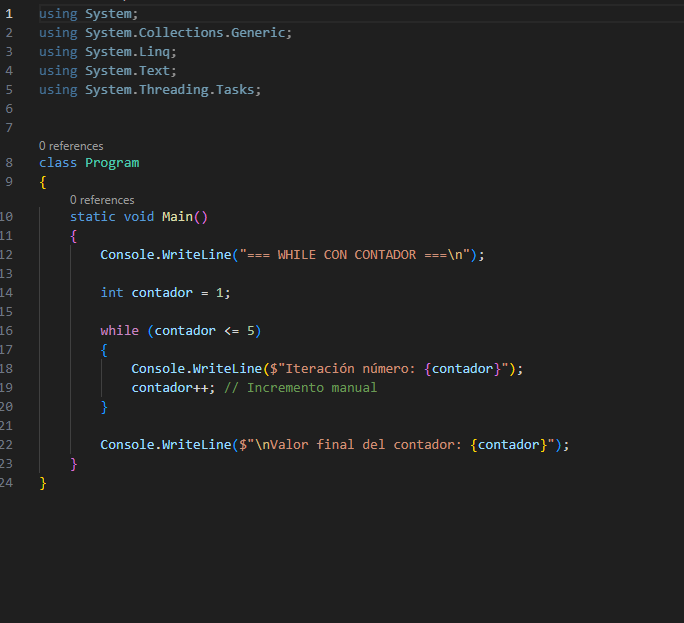 1 using System;
2 using System.Collections.Generic;
3 using System.Linq;
4 using System.Text;
5 using System.Threading.Tasks;
6
7
0 references
8 class Program
9 {
0 references
10 static void Main()
11 {
12 Console.WriteLine("=== WHILE CON CONTADOR ===\n");
13
14 int contador = 1;
15
16 while (contador <= 5)
17 {
18 Console.WriteLine($"Iteración número: {contador}");
19 contador++; // Incremento manual
20 }
21
22 Console.WriteLine($"\nValor final del contador: {contador}");
23 }
24 }